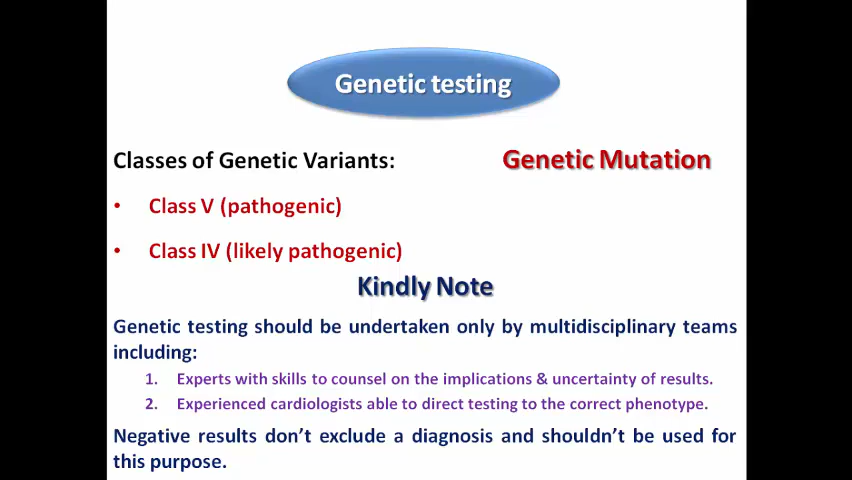 Genetic testing
Classes of Genetic Variants:
Genetic Mutation
• Class V (pathogenic)
• Class IV (likely pathogenic)
Kindly Note
Genetic testing should be undertaken only by multidisciplinary teams
including:
1. Experts with skills to counsel on the implications & uncertainty of results.
2. Experienced cardiologists able to direct testing to the correct phenotype.
Negative results don’t exclude a diagnosis and shouldn’t be used for
this purpose.